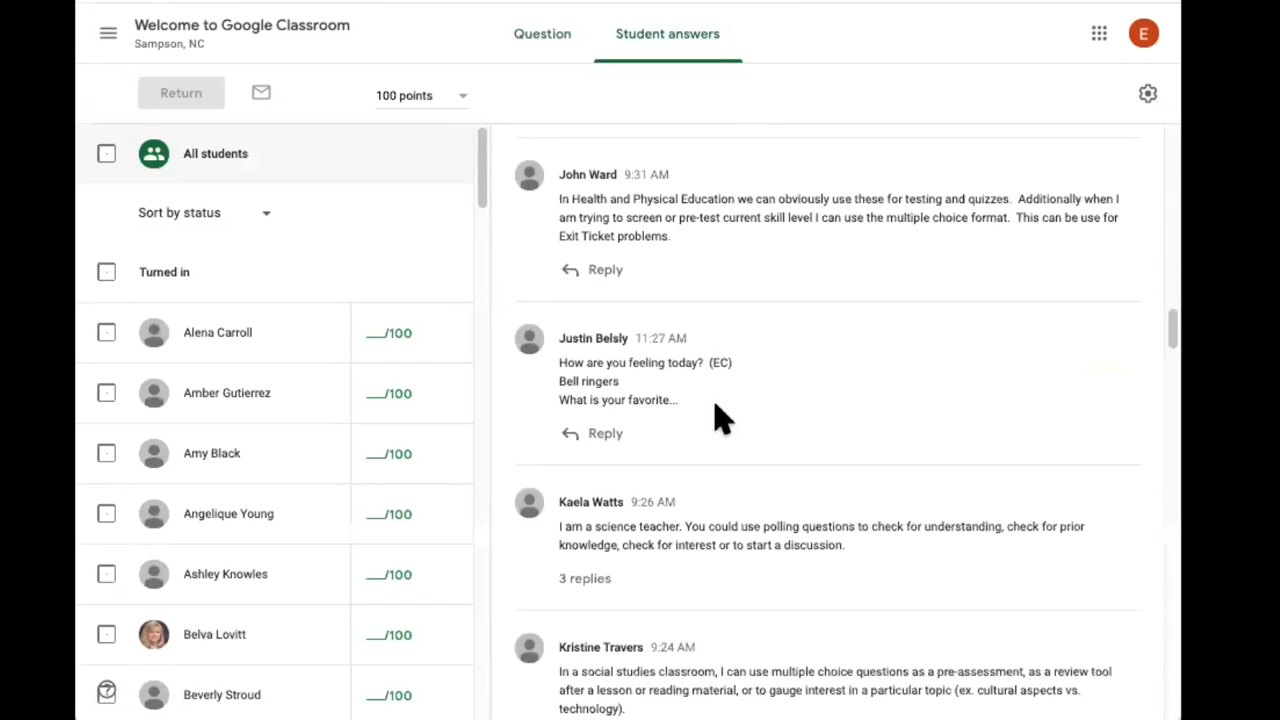 Welcome to Google Classroom
Sampson, NC
Question
Student answers
E
Return
100 points
All students
Sort by status
Turned in
Alena Carroll
__/100
Amber Gutierrez
__/100
Amy Black
__/100
Angelique Young
__/100
Ashley Knowles
__/100
Belva Lovitt
__/100
Beverly Stroud
__/100
John Ward 9:31 AM
In Health and Physical Education we can obviously use these for testing and quizzes.  Additionally when I
am trying to screen or pre-test current skill level I can use the multiple choice format.  This can be use for
Exit Ticket problems.
Reply
Justin Belsly 11:27 AM
How are you feeling today?  (EC)
Bell ringers
What is your favorite...
Reply
Kaela Watts 9:26 AM
I am a science teacher. You could use polling questions to check for understanding, check for prior
knowledge, check for interest or to start a discussion.
3 replies
Kristine Travers 9:24 AM
In a social studies classroom, I can use multiple choice questions as a pre-assessment, as a review tool
after a lesson or reading material, or to gauge interest in a particular topic (ex. cultural aspects vs.
technology).